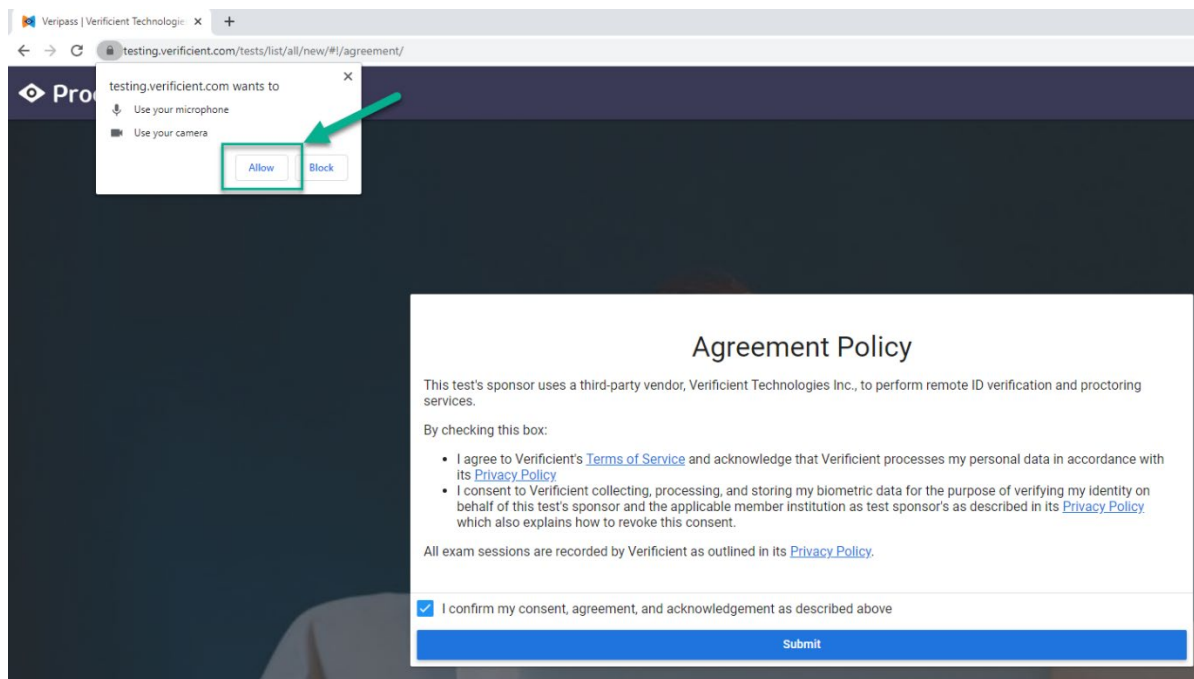 Veripass | Verificient Technologie
testing.verificient.com/tests/list/all/new/#!/agreement/
testing.verificient.com wants to
Use your microphone
Use your camera
Allow
Block
Pro
Agreement Policy
This test's sponsor uses a third-party vendor, Verificient Technologies Inc., to perform remote ID verification and proctoring
services.
By checking this box:
• I agree to Verificient's Terms of Service and acknowledge that Verificient processes my personal data in accordance with
its Privacy Policy
• I consent to Verificient collecting, processing, and storing my biometric data for the purpose of verifying my identity on
behalf of this test's sponsor and the applicable member institution as test sponsor's as described in its Privacy Policy
which also explains how to revoke this consent.
All exam sessions are recorded by Verificient as outlined in its Privacy Policy.
I confirm my consent, agreement, and acknowledgement as described above
Submit